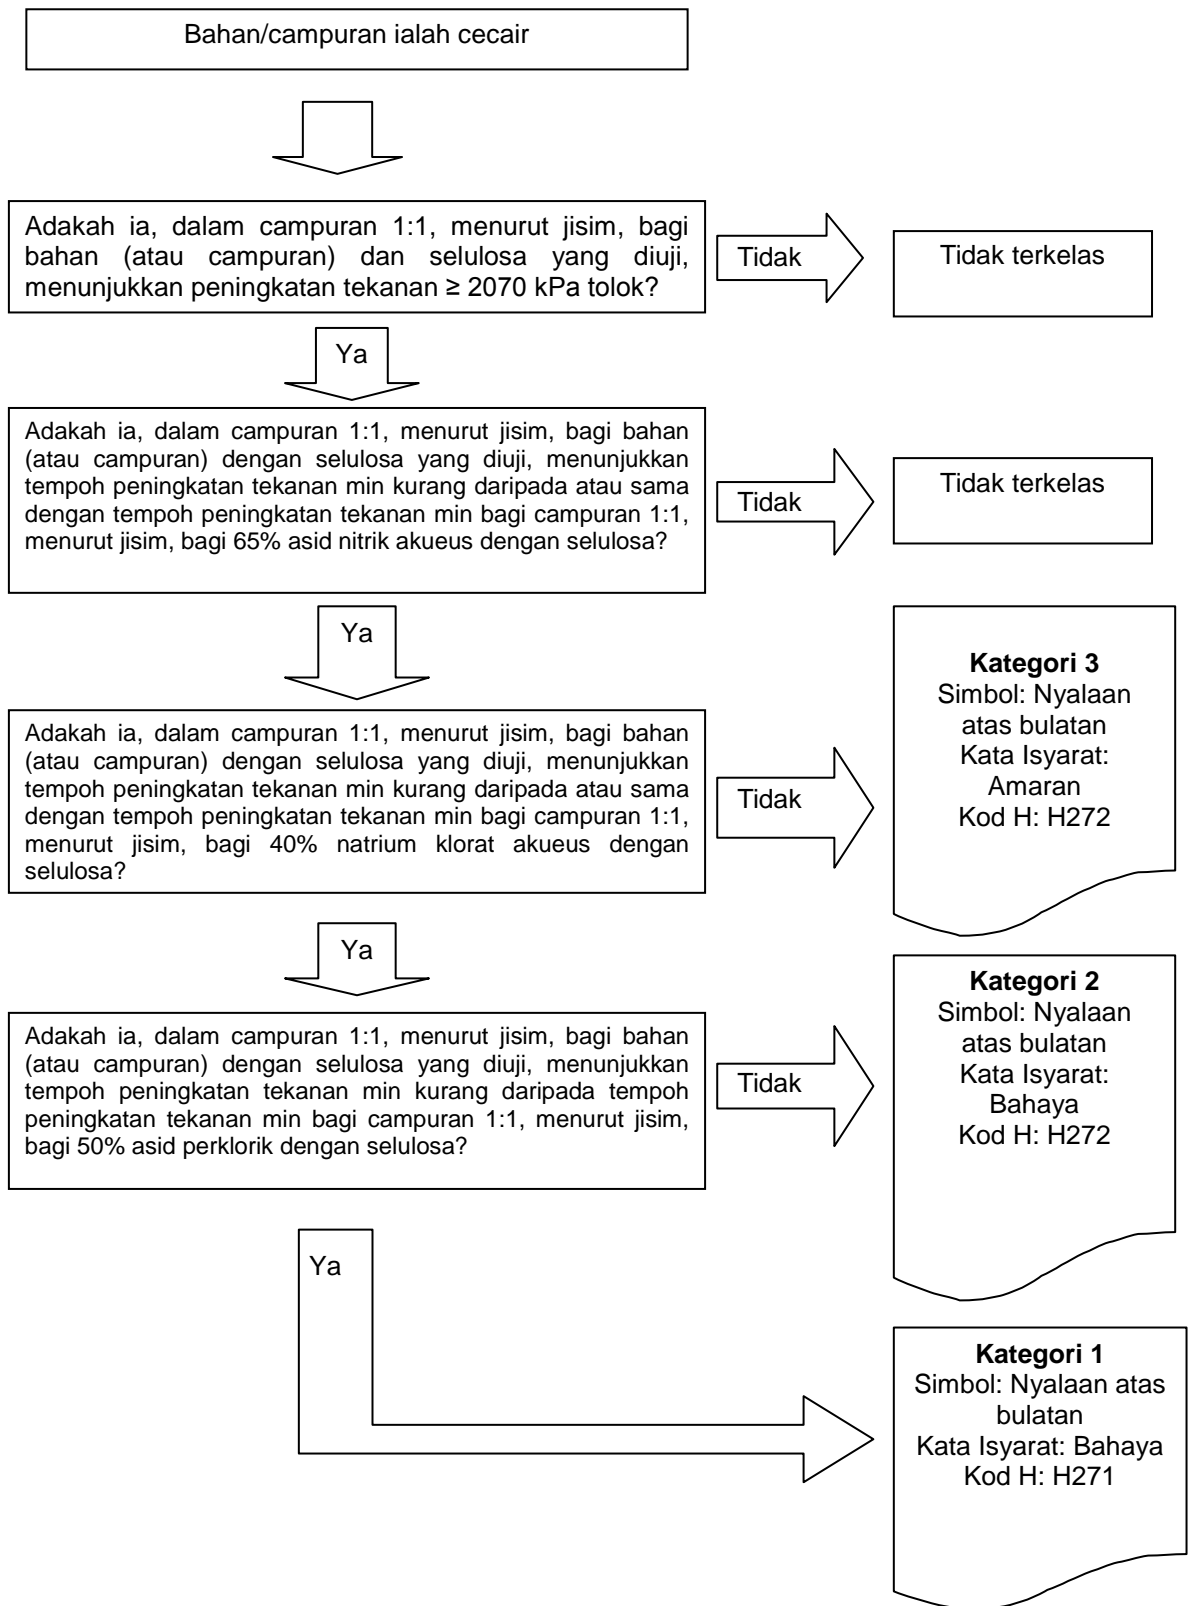 Bahan/campuran ialah cecair
Adakah ia, dalam campuran 1:1, menurut jisim, bagi
bahan (atau campuran) dan selulosa yang diuji,
menunjukkan peningkatan tekanan ≥ 2070 kPa tolok?
Tidak
Tidak terkelas
Ya
Adakah ia, dalam campuran 1:1, menurut jisim, bagi bahan
(atau campuran) dengan selulosa yang diuji, menunjukkan
tempoh peningkatan tekanan min kurang daripada atau sama
dengan tempoh peningkatan tekanan min bagi campuran 1:1,
menurut jisim, bagi 65% asid nitrik akueus dengan selulosa?
Tidak
Tidak terkelas
Ya
Adakah ia, dalam campuran 1:1, menurut jisim, bagi bahan
(atau campuran) dengan selulosa yang diuji, menunjukkan
tempoh peningkatan tekanan min kurang daripada atau sama
dengan tempoh peningkatan tekanan min bagi campuran 1:1,
menurut jisim, bagi 40% natrium klorat akueus dengan
selulosa?
Tidak
Kategori 3
Simbol: Nyalaan
atas bulatan
Kata Isyarat:
Amaran
Kod H: H272
Ya
Adakah ia, dalam campuran 1:1, menurut jisim, bagi bahan
(atau campuran) dengan selulosa yang diuji, menunjukkan
tempoh peningkatan tekanan min kurang daripada tempoh
peningkatan tekanan min bagi campuran 1:1, menurut jisim,
bagi 50% asid perklorik dengan selulosa?
Tidak
Kategori 2
Simbol: Nyalaan
atas bulatan
Kata Isyarat:
Bahaya
Kod H: H272
Ya
Kategori 1
Simbol: Nyalaan atas
bulatan
Kata Isyarat: Bahaya
Kod H: H271